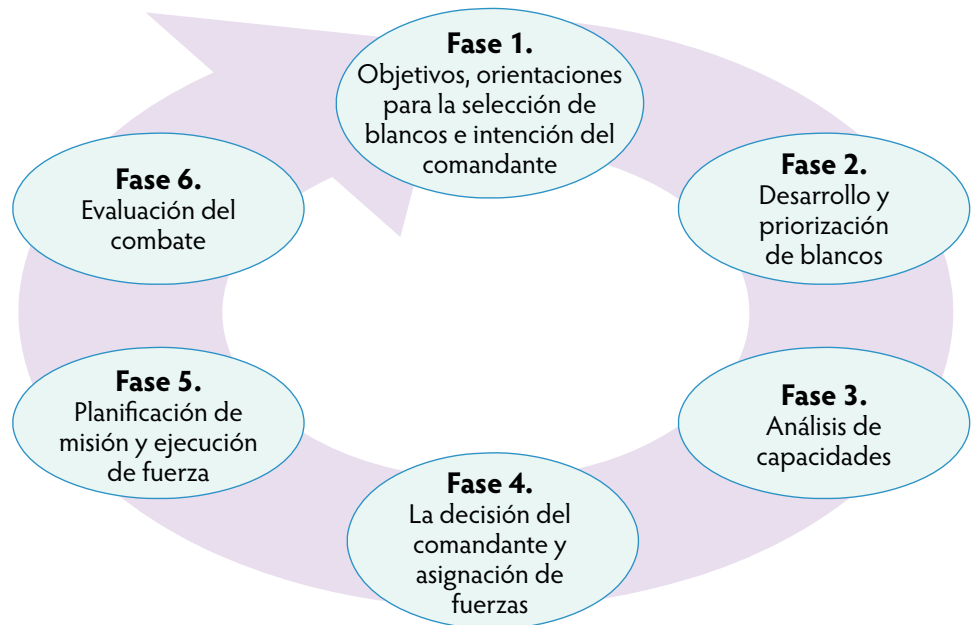 Fase 1.
Objetivos, orientaciones
para la selección de
blancos e intención del
comandante
Fase 2.
Desarrollo y
priorización
de blancos
Fase 3.
Análisis de
capacidades
Fase 4.
La decisión del
comandante y
asignación de
fuerzas
Fase 5.
Planificación de
misión y ejecución
de fuerza
Fase 6.
Evaluación del
combate